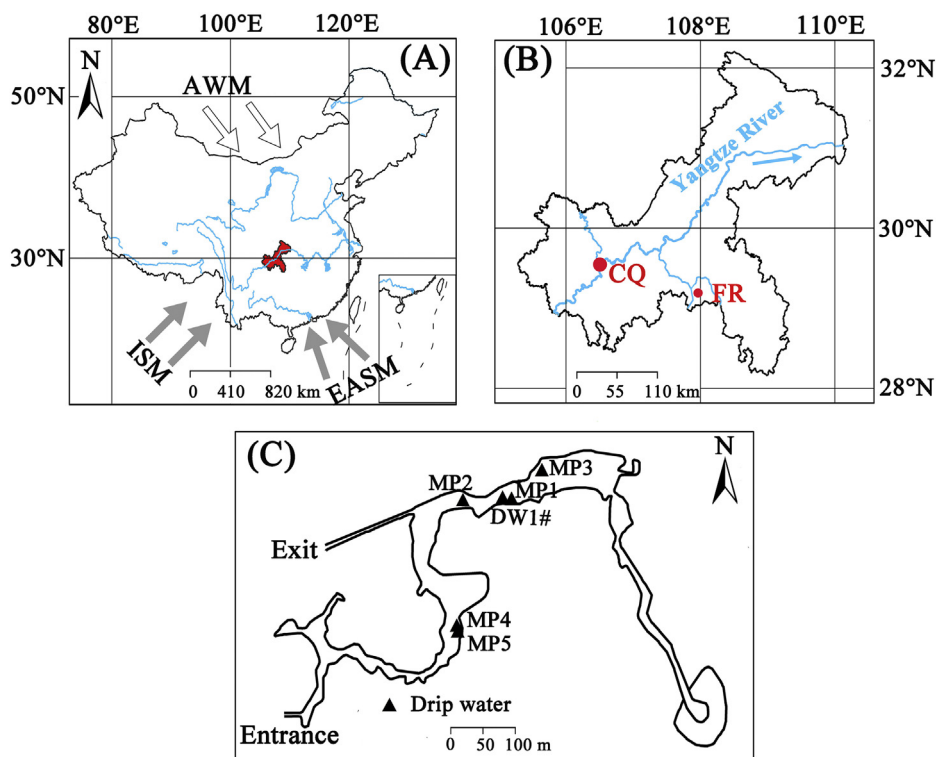 80°E 100°E 120°E
(A)
N
AWM
50°N
30°N
ISM
EASM
0 410 820 km
106°E 108°E 110°E
(B)
N
32°N
Yangtze River
30°N
CQ
FR
28°N
0 55 110 km
(C)
N
MP3
MP2
MP1
DW1#
Exit
MP4
MP5
Drip water
Entrance
0 50 100 m